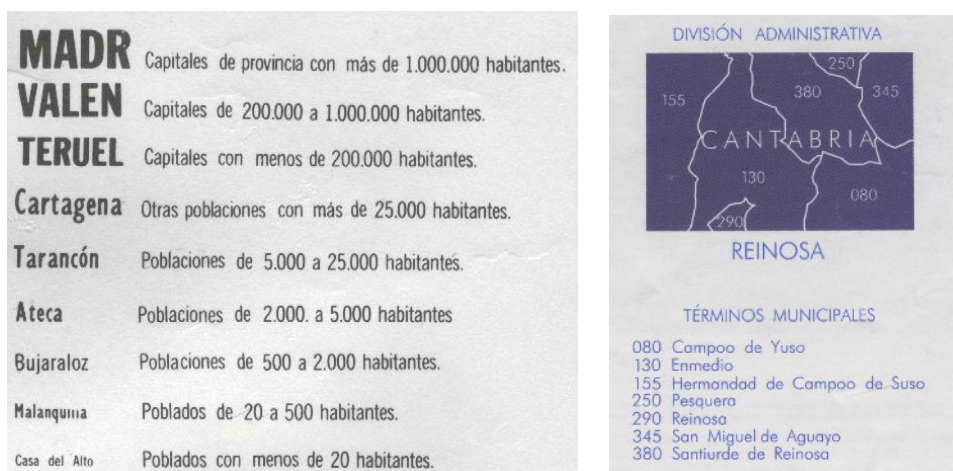 MADR Capitales de provincia con más de 1.000.000 habitantes.
VALEN Capitales de 200.000 a 1.000.000 habitantes.
TERUEL Capitales con menos de 200.000 habitantes.
Cartagena Otras poblaciones con más de 25.000 habitantes.
Tarancón Poblaciones de 5.000 a 25.000 habitantes.
Ateca Poblaciones de 2.000. a 5.000 habitantes
Bujaraloz Poblaciones de 500 a 2.000 habitantes.
Malanquilla Poblados de 20 a 500 habitantes.
Casa del Alto Poblados con menos de 20 habitantes.
DIVISIÓN ADMINISTRATIVA
250
155 380 345
CANTABRIA
130
080
290
REINOSA
TÉRMINOS MUNICIPALES
080 Campoo de Yuso
130 Enmedio
155 Hermandad de Campoo de Suso
250 Pesquera
290 Reinosa
345 San Miguel de Aguayo
380 Santiurde de Reinosa